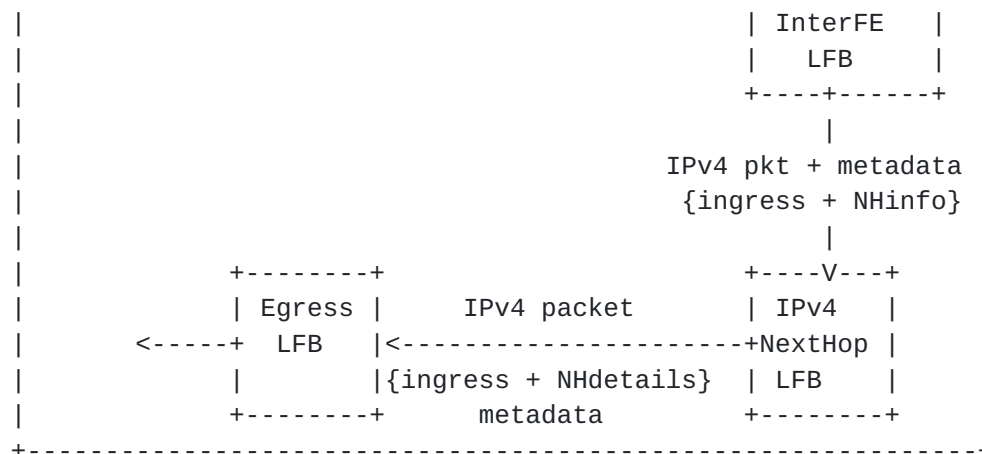 |                                              | InterFE   |
|                                              |   LFB      |
|                                              +----+------+
|                                                   |
|                                         IPv4 pkt + metadata
|                                          {ingress + NHinfo}
|                                                   |
|             +--------+                       +----V---+
|             | Egress |     IPv4 packet       | IPv4   |
|       <-----+  LFB   |<----------------------+NextHop |
|             |        |{ingress + NHdetails}  | LFB    |
|             +--------+      metadata         +--------+
+-------------------------------------------------------------+